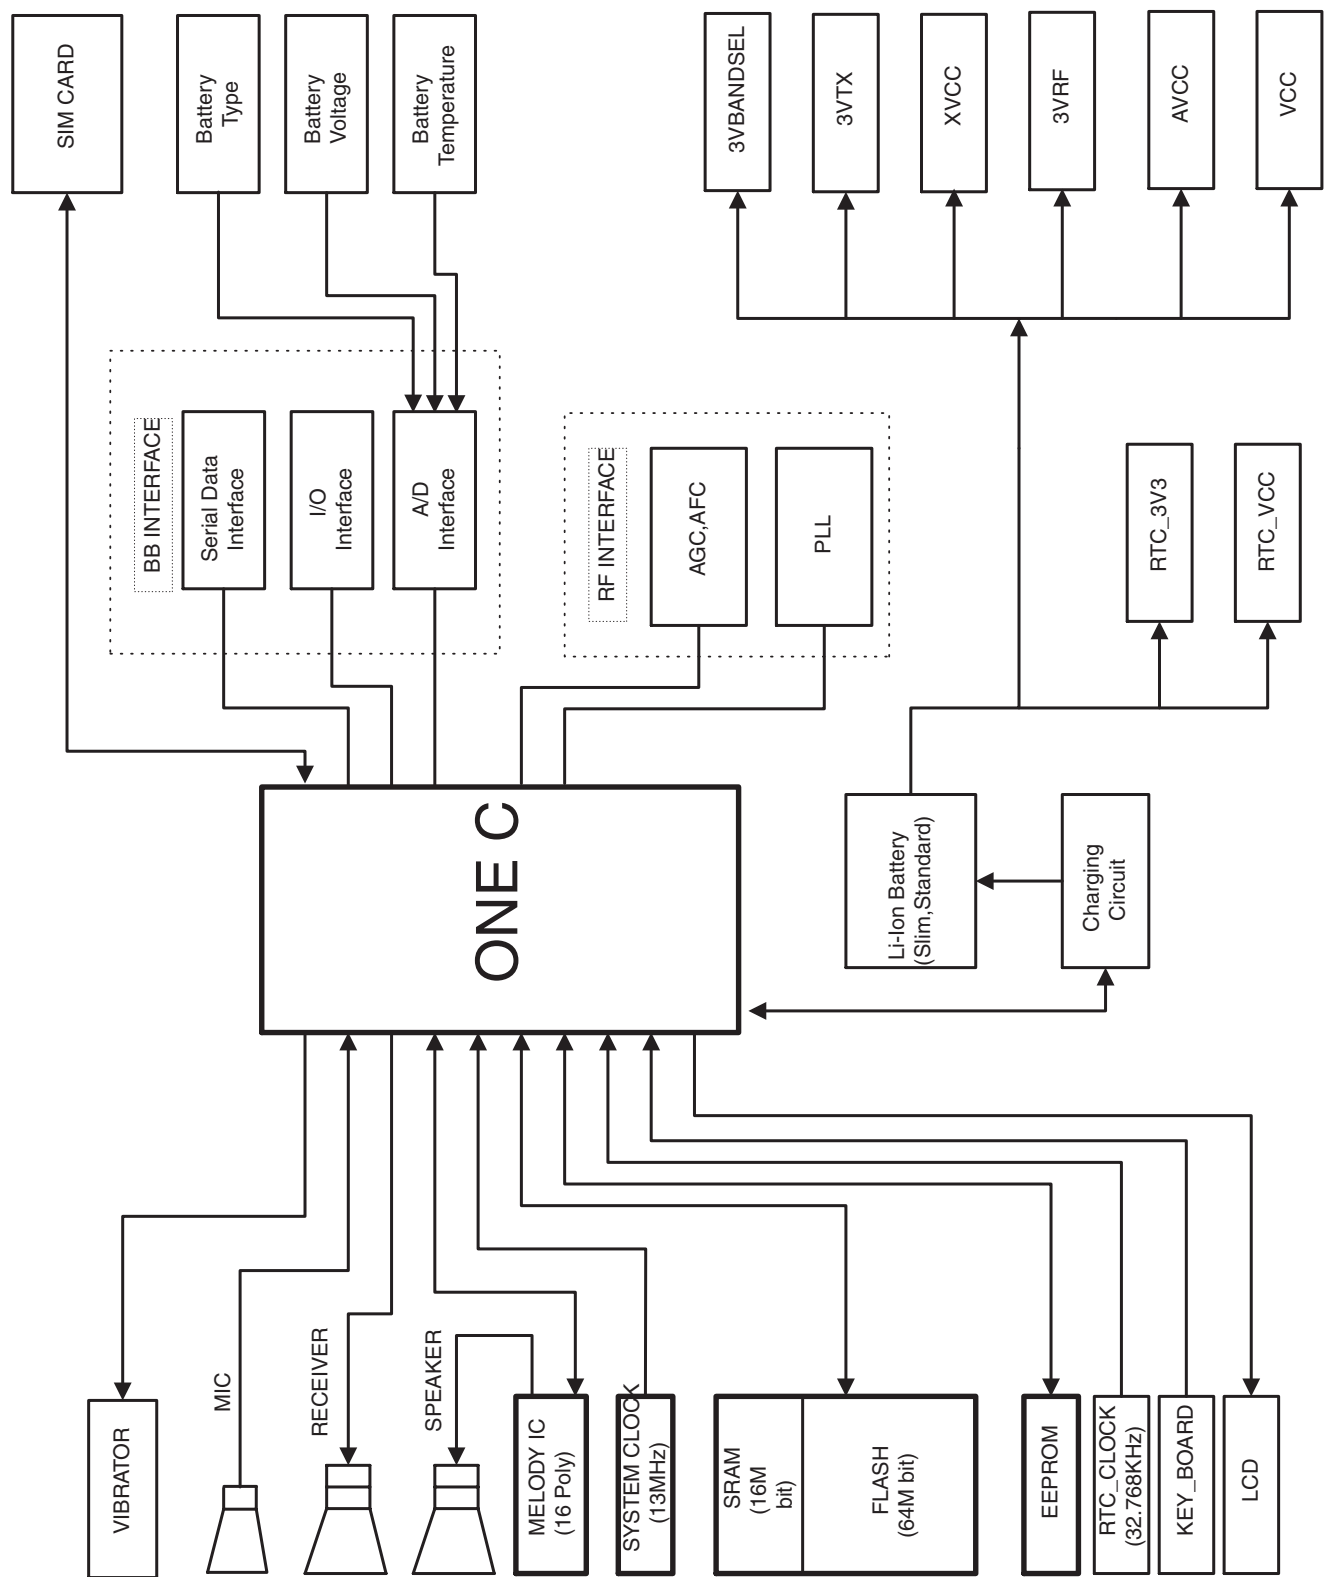 SIM CARD
Battery
Type
Battery
Voltage
Battery
Temperature
3VBANDSEL
3VTX
XVCC
3VRF
AVCC
VCC
BB INTERFACE
Serial Data
Interface
I/O
Interface
A/D
Interface
RF INTERFACE
AGC,AFC
PLL
RTC_3V3
RTC_VCC
ONE C
Li-Ion Battery
(Slim,Standard)
Charging
Circuit
VIBRATOR
MIC
RECEIVER
SPEAKER
MELODY IC
(16 Poly)
SYSTEM CLOCK
(13MHz)
SRAM
(16M
bit)
FLASH
(64M bit)
EEPROM
RTC_CLOCK
(32.768KHz)
KEY_BOARD
LCD